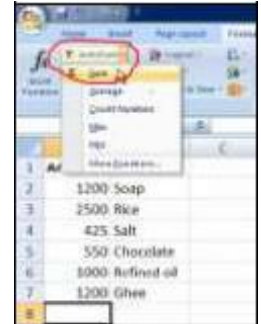 Home Insert Page Layout
AutoSum
Sum
Average
Count Numbers
Max
Min
More Functions...
C
1
2 1200 Soap
3 2500 Rice
4 425 Salt
5 550 Chocolate
6 1000 Refined oil
7 1200 Ghee
8